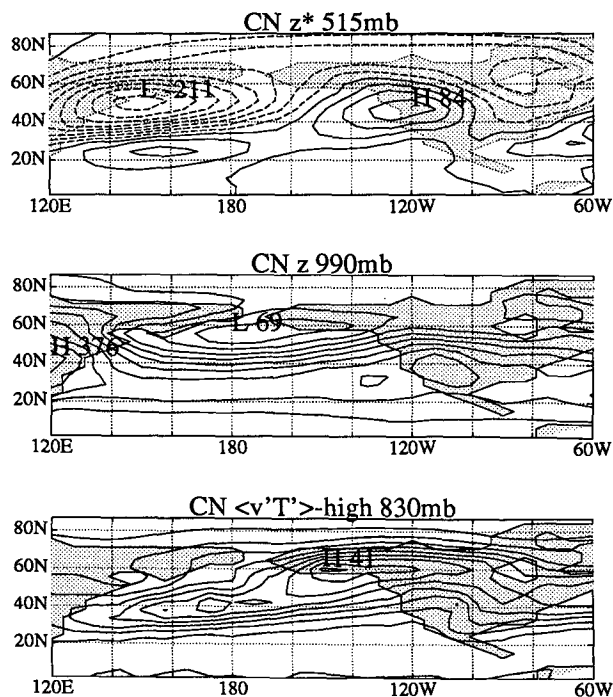 CN z* 515mb
80N
60N
40N
20N
L -211
H 84
120E 180 120W 60W
CN z 990mb
80N
60N
40N
20N
L 69
H 376
120E 180 120W 60W
CN <v'T'>-high 830mb
80N
60N
40N
20N
H 41
120E 180 120W 60W